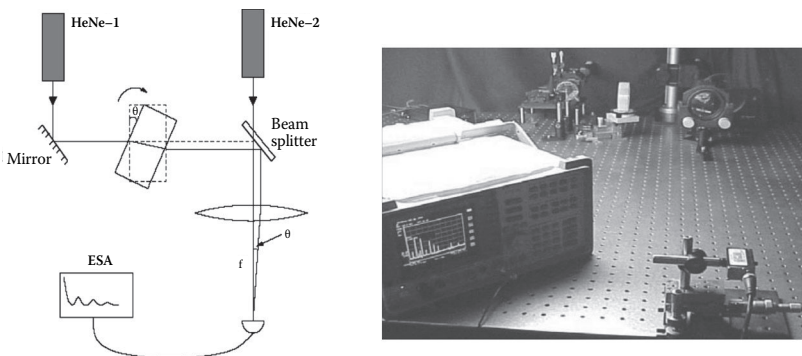 HeNe–1
HeNe–2
θ
Beam
splitter
Mirror
θ
f
ESA